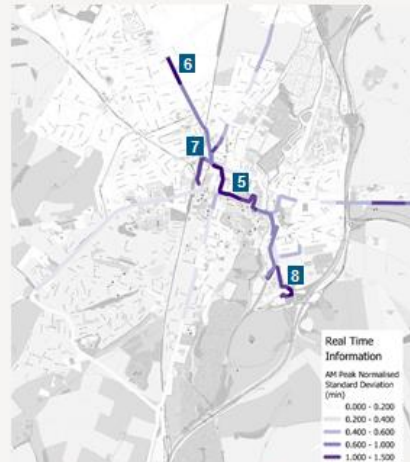 6
7
5
8
Real Time
Information
AM Peak Normalised
Standard Deviation
(min)
0.000 - 0.200
0.200 - 0.400
0.400 - 0.600
0.600 - 1.000
1.000 - 1.500